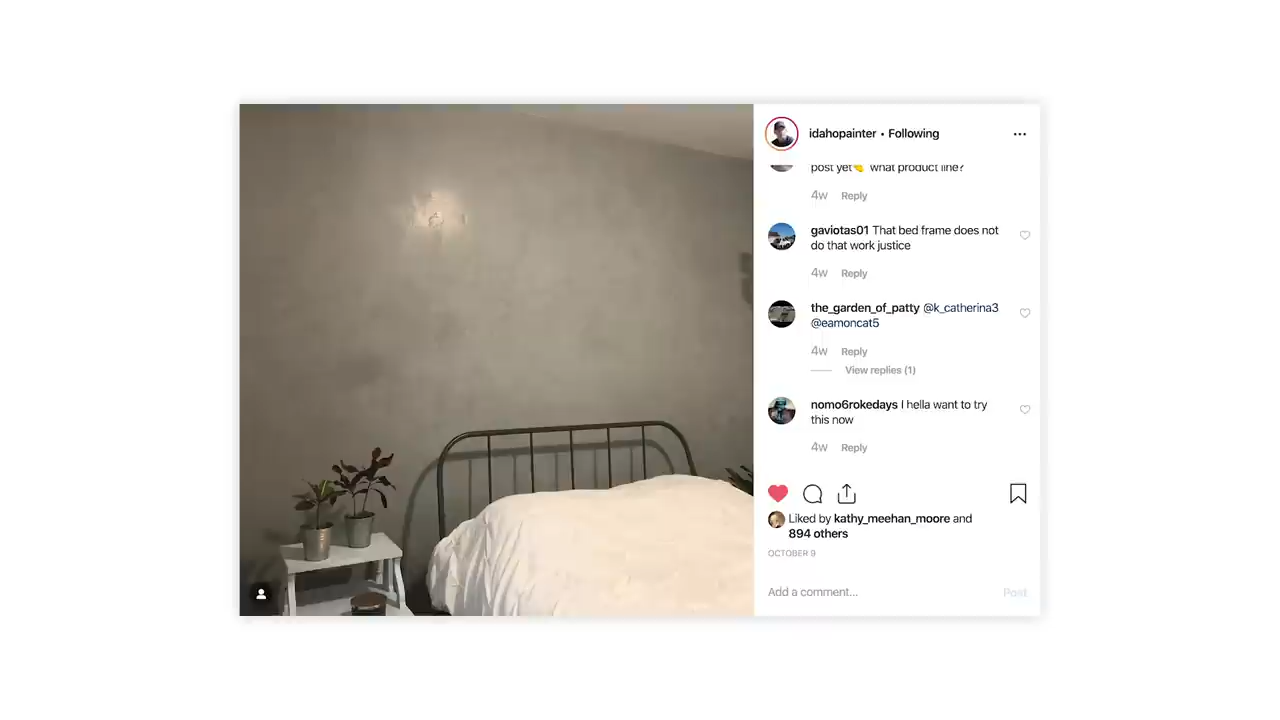 idahopainter • Following
post yet👏 what product line?
4w Reply
gaviotas01 That bed frame does not
do that work justice
4w Reply
the_garden_of_patty @k_catherina3
@eamoncat5
4w Reply
View replies (1)
nomo6rokedays I hella want to try
this now
4w Reply
Liked by kathy_meehan_moore and
894 others
OCTOBER 9
Add a comment... Post